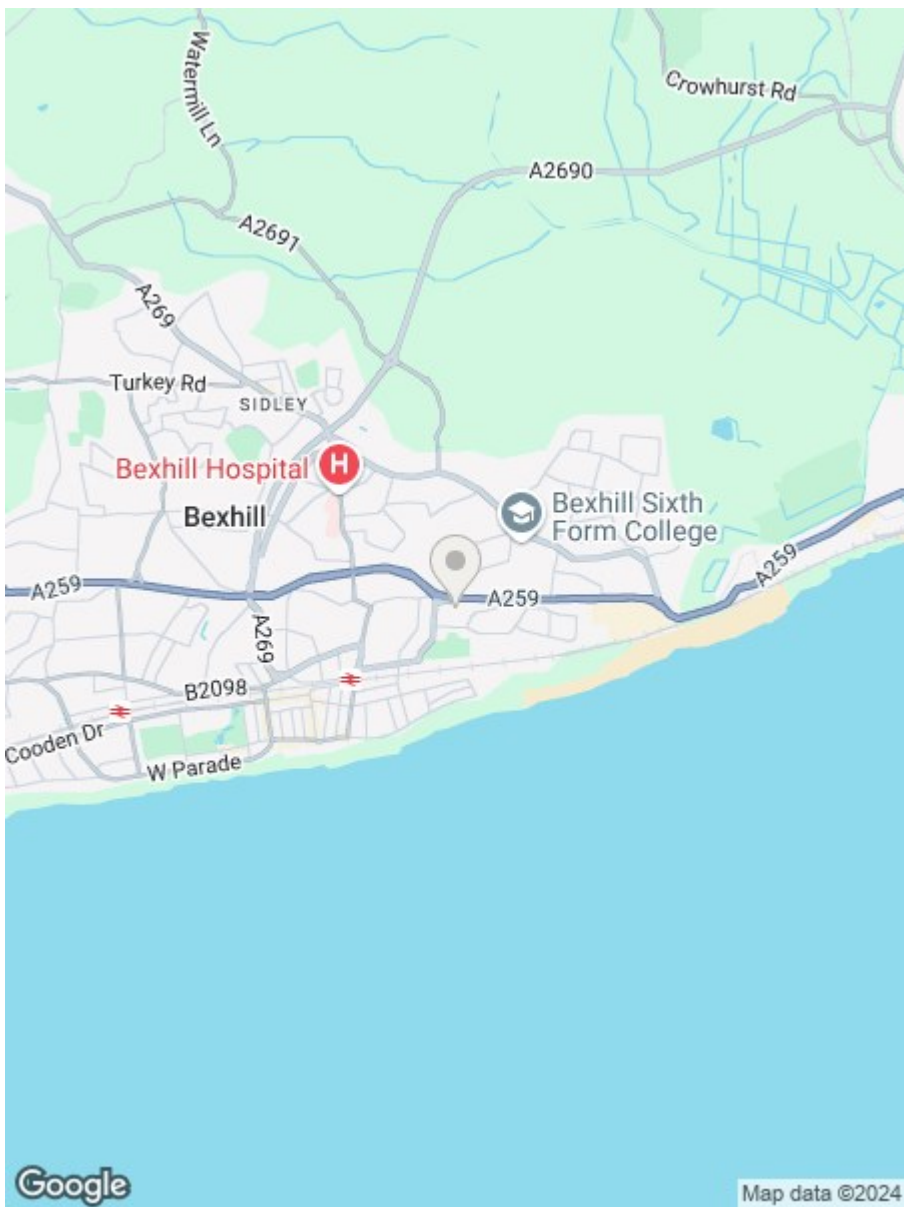 Watermill Ln
Crowhurst Rd
A2690
A2691
A269
Turkey Rd
SIDLEY
Bexhill Hospital
H
Bexhill
Bexhill Sixth
Form College
A259
A259
A259
A269
B2098
Cooden Dr
W Parade
Google
Map data ©2024